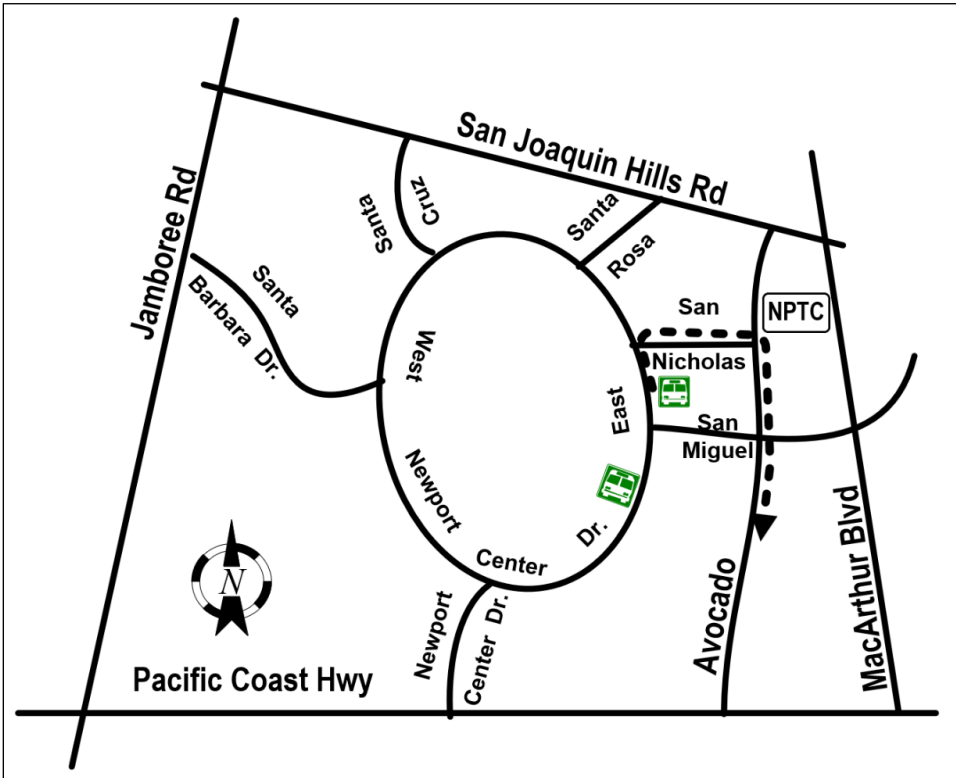 San Joaquin Hills Rd
Jamboree Rd
Santa
Cruz
Santa
Rosa
Santa
Barbara Dr.
San
Nicholas
NPTC
West
East
San
Miguel
Newport
Center
Dr.
Newport
Center Dr.
Avocado
MacArthur Blvd
N
Pacific Coast Hwy